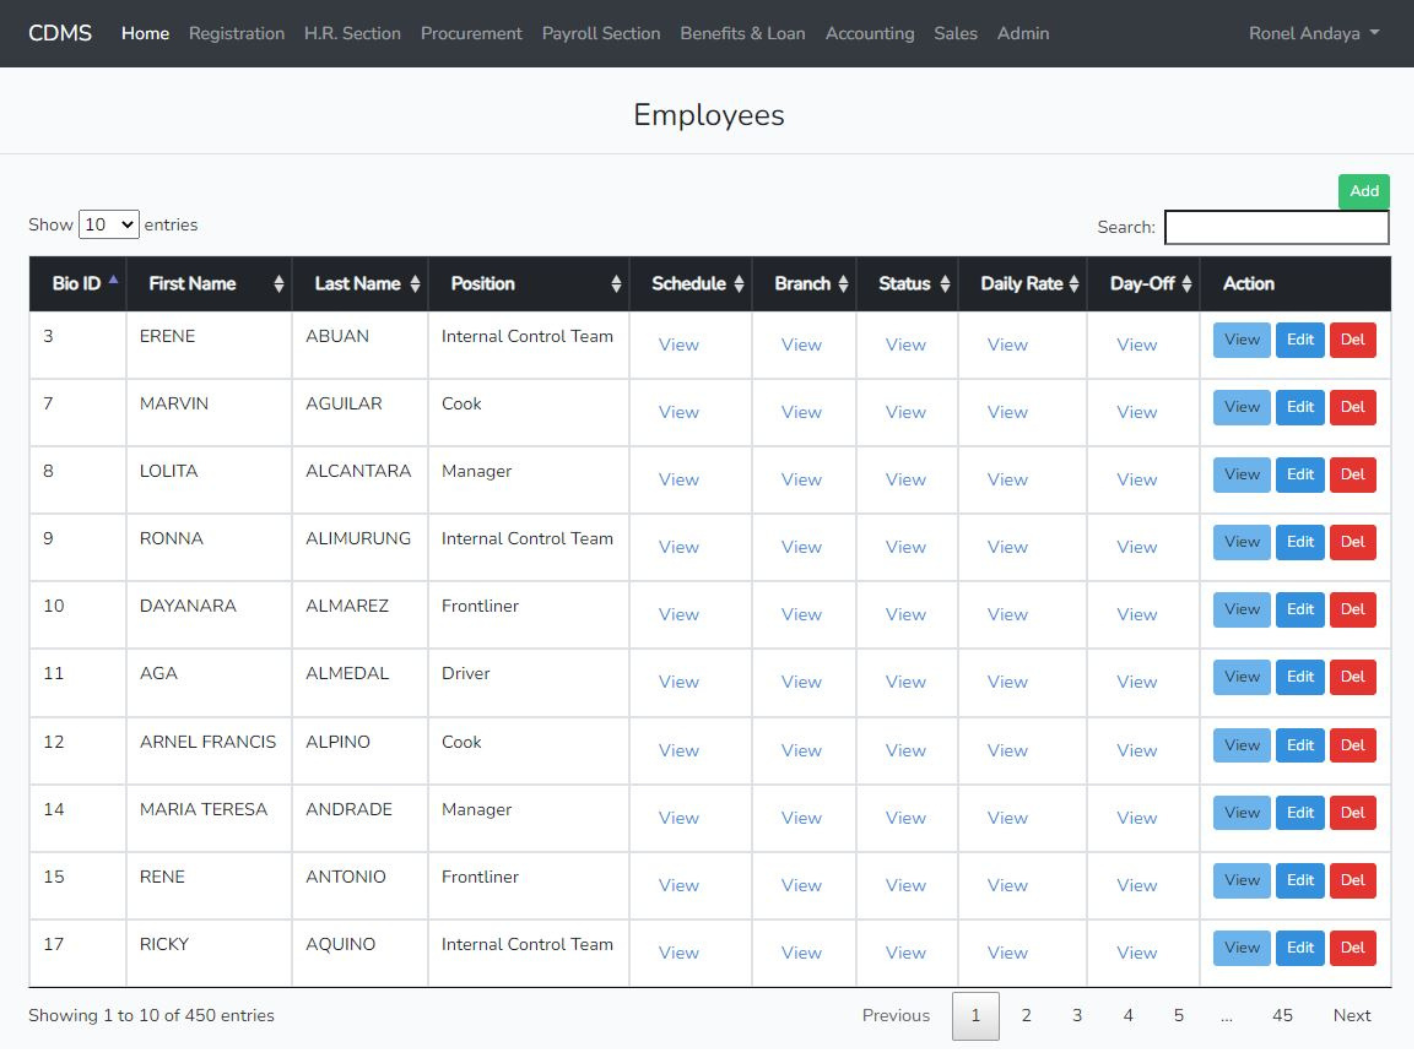 CDMS Home Registration H.R. Section Procurement Payroll Section Benefits & Loan Accounting Sales Admin Ronel Andaya
Employees
Add
Show 10 entries Search:
Bio ID First Name Last Name Position Schedule Branch Status Daily Rate Day-Off Action
3 ERENE ABUAN Internal Control Team View View View View View View Edit Del
7 MARVIN AGUILAR Cook View View View View View View Edit Del
8 LOLITA ALCANTARA Manager View View View View View View Edit Del
9 RONNA ALIMURUNG Internal Control Team View View View View View View Edit Del
10 DAYANARA ALMAREZ Frontliner View View View View View View Edit Del
11 AGA ALMEDAL Driver View View View View View View Edit Del
12 ARNEL FRANCIS ALPINO Cook View View View View View View Edit Del
14 MARIA TERESA ANDRADE Manager View View View View View View Edit Del
15 RENE ANTONIO Frontliner View View View View View View Edit Del
17 RICKY AQUINO Internal Control Team View View View View View View Edit Del
Showing 1 to 10 of 450 entries Previous 1 2 3 4 5 ... 45 Next